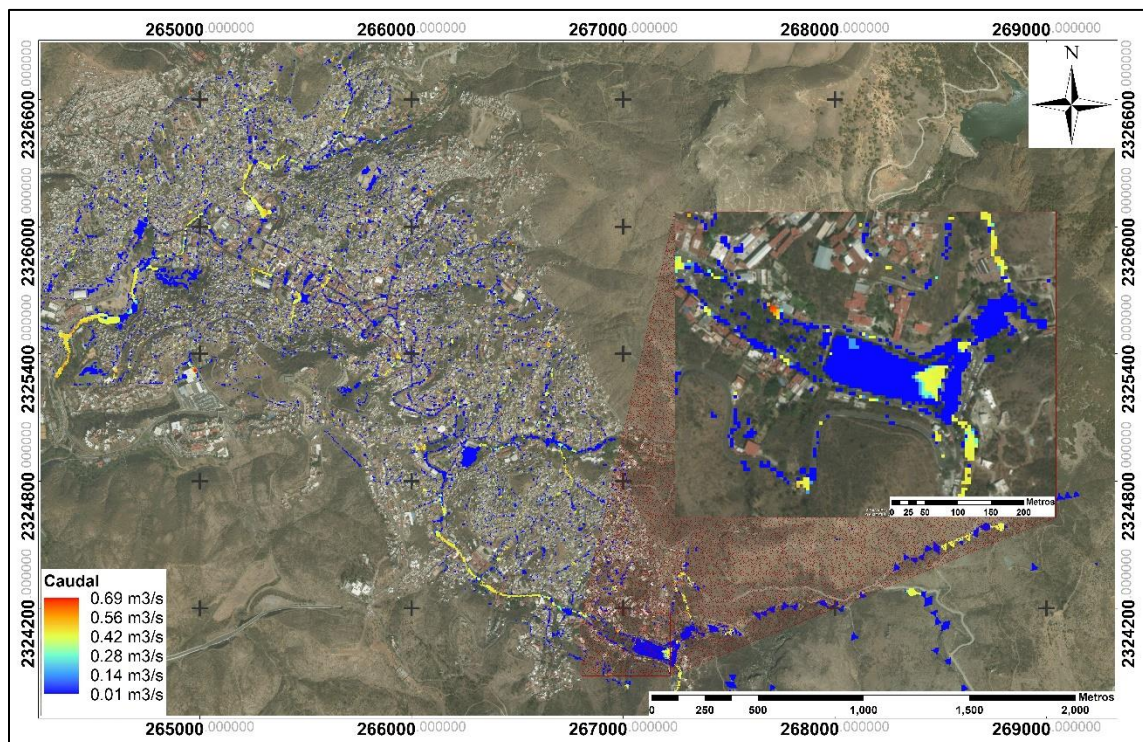 265000.000000 266000.000000 267000.000000 268000.000000 269000.000000
N
2326600.000000 2326600.000000
2326000.000000 2326000.000000
2325400.000000 2325400.000000
2324800.000000 2324800.000000
2324200.000000 2324200.000000
Metros
0 25 50 100 150 200
Caudal
0.69 m3/s
0.56 m3/s
0.42 m3/s
0.28 m3/s
0.14 m3/s
0.01 m3/s
Metros
0 250 500 1,000 1,500 2,000
265000.000000 266000.000000 267000.000000 268000.000000 269000.000000